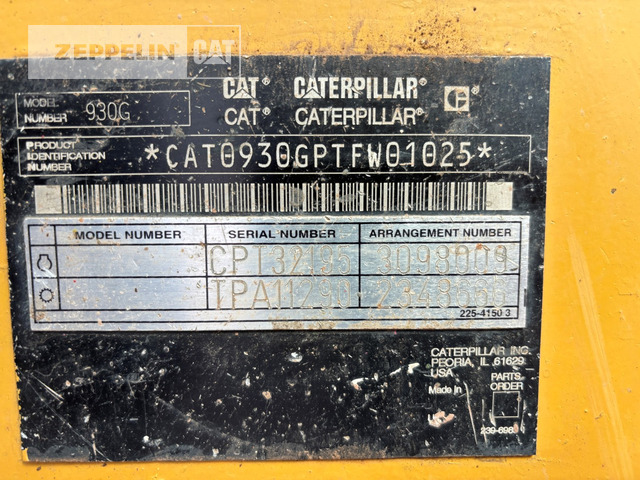 ZEPPELIN CAT
CAT® CATERPILLAR®
MODEL NUMBER 930G
CAT® CATERPILLAR®
PRODUCT IDENTIFICATION NUMBER *CAT0930GPTFW01025*
MODEL NUMBER SERIAL NUMBER ARRANGEMENT NUMBER
CPT32195 3098009
TPA11290
225-4150 3
CATERPILLAR INC.
PEORIA, IL 61629
USA
Made in PARTS ORDER